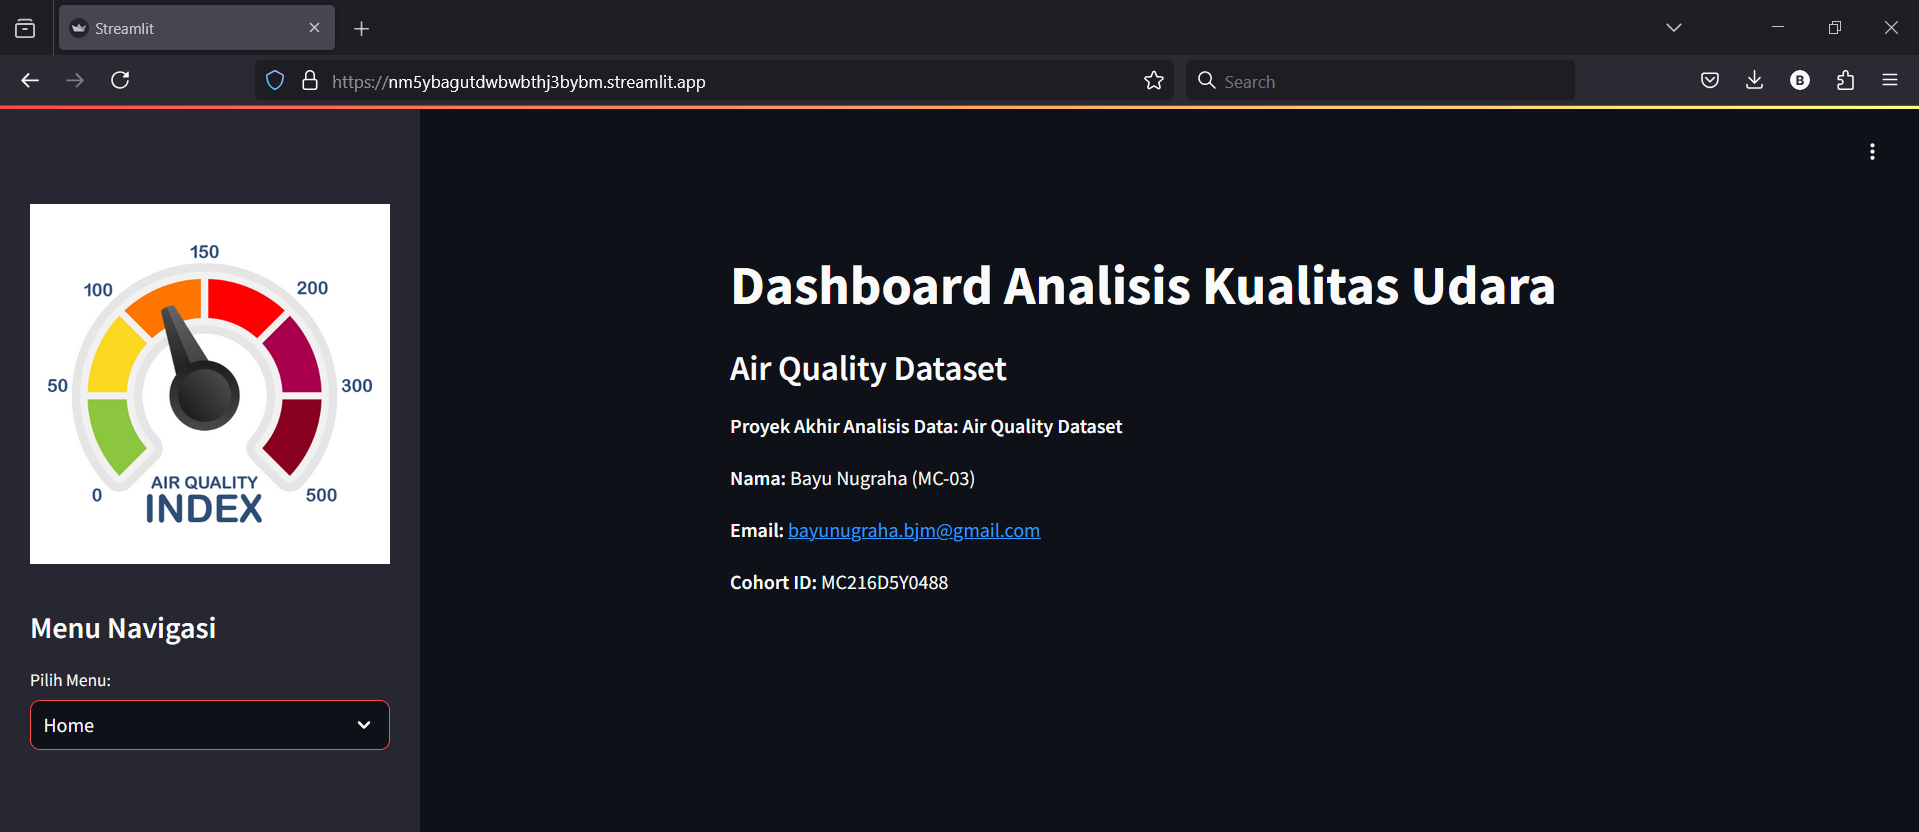 Streamlit
https://nm5ybagutdwbwbthj3bybm.streamlit.app
Search
B
150
100
200
50
300
AIR QUALITY
INDEX
0
500
Menu Navigasi
Pilih Menu:
Home
Dashboard Analisis Kualitas Udara
Air Quality Dataset
Proyek Akhir Analisis Data: Air Quality Dataset
Nama: Bayu Nugraha (MC-03)
Email: bayunugraha.bjm@gmail.com
Cohort ID: MC216D5Y0488